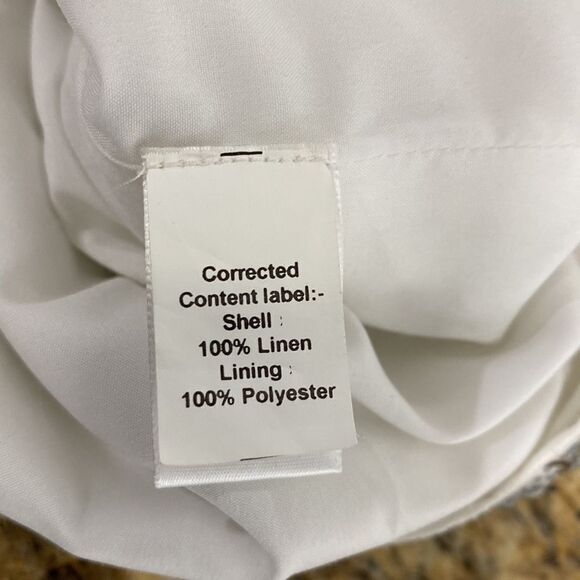 Corrected
Content label:-
Shell :
100% Linen
Lining :
100% Polyester